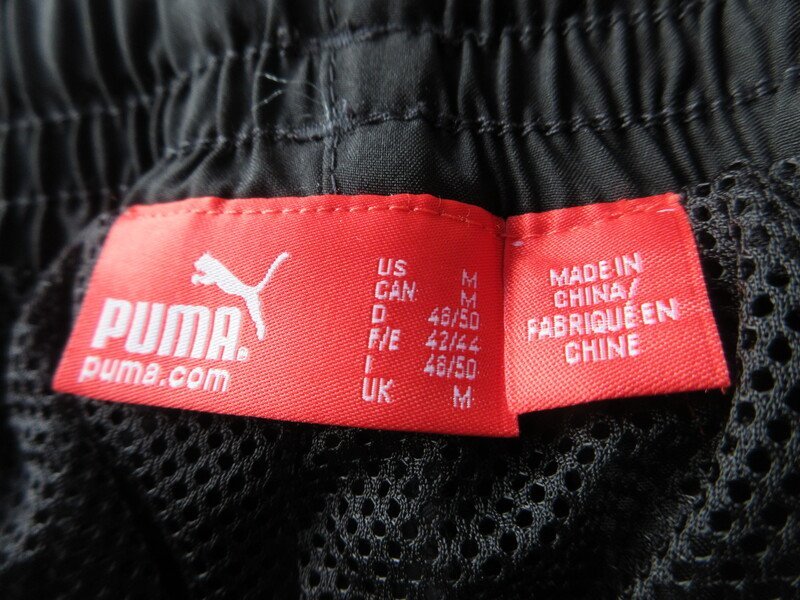 PUMA®
puma.com
US M
CAN M
D 48/50
F/E 42/44
I 48/50
UK M
MADE IN
CHINA/
FABRIQUÉ EN
CHINE